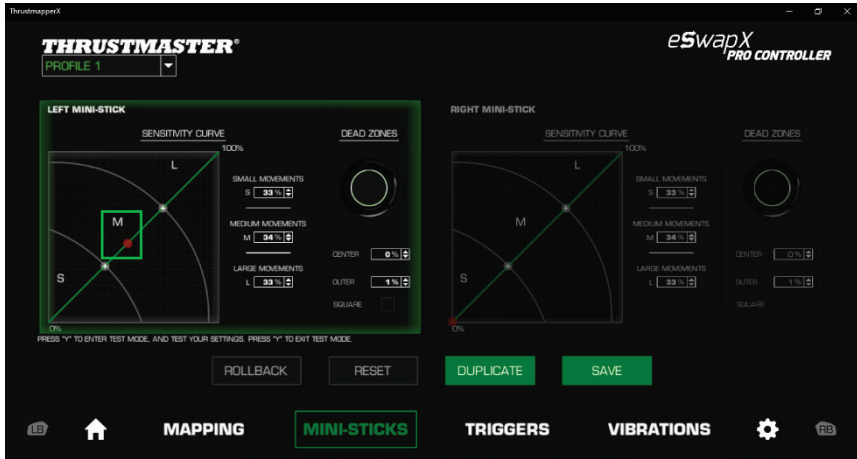 ThrustmapperX
THRUSTMASTER®
eSwapX
PRO CONTROLLER
PROFILE 1
LEFT MINI-STICK
SENSITIVITY CURVE
DEAD ZONES
100%
L
SMALL MOVEMENTS
S 33 %
M
MEDIUM MOVEMENTS
M 34 %
CENTER 0 %
LARGE MOVEMENTS
S
L 33 %
OUTER 1 %
SQUARE
0%
RIGHT MINI-STICK
SENSITIVITY CURVE
DEAD ZONES
100%
L
SMALL MOVEMENTS
S 33 %
M
MEDIUM MOVEMENTS
M 34 %
CENTER 0 %
LARGE MOVEMENTS
S
L 33 %
OUTER 1 %
SQUARE
0%
PRESS "Y" TO ENTER TEST MODE, AND TEST YOUR SETTINGS. PRESS "Y" TO EXIT TEST MODE.
ROLLBACK RESET DUPLICATE SAVE
LB MAPPING MINI-STICKS TRIGGERS VIBRATIONS RB